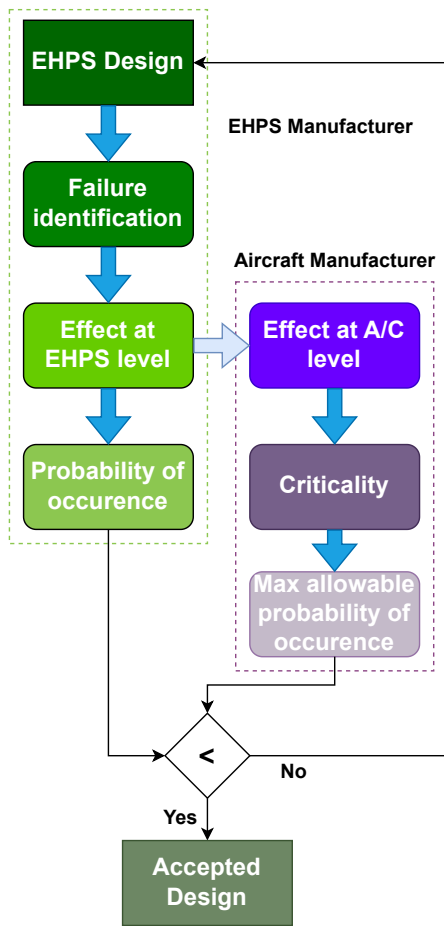 EHPS Design
EHPS Manufacturer
Failure
identification
Aircraft Manufacturer
Effect at
EHPS level
Effect at A/C
level
Probability of
occurence
Criticality
Max allowable
probability of
occurence
<
No
Yes
Accepted
Design